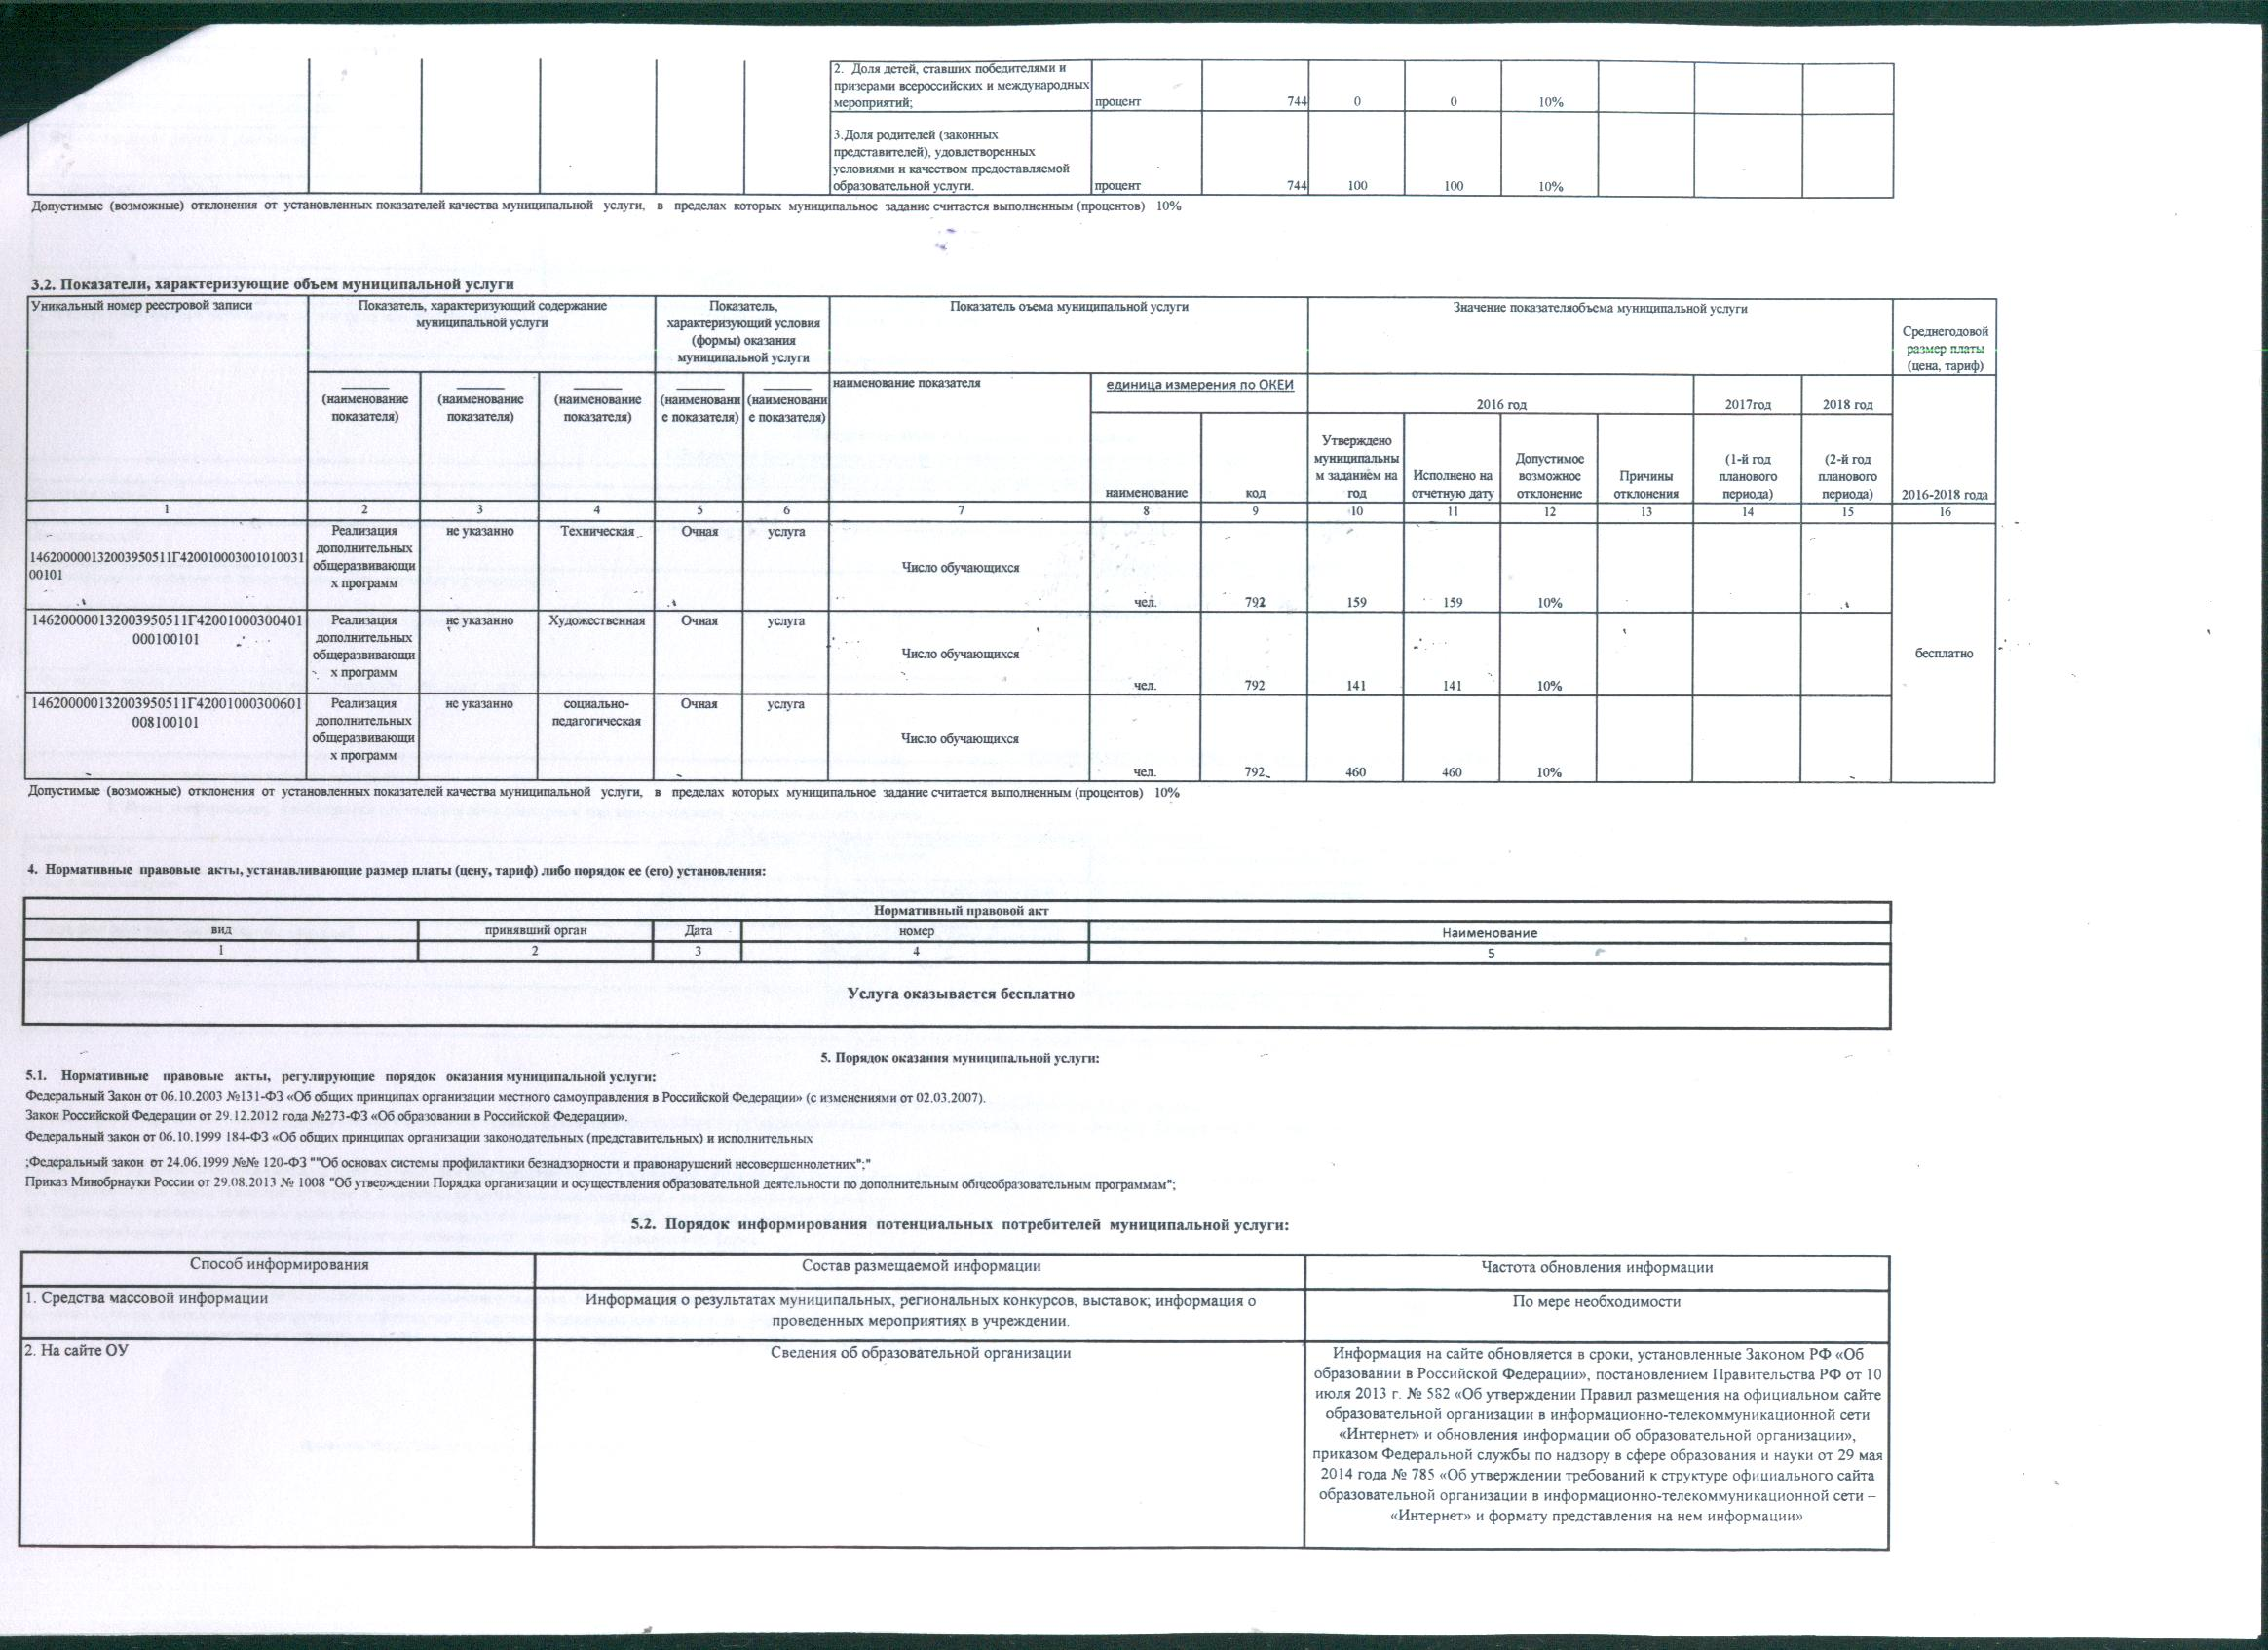 2. Доля детей, ставших победителями и
призерами всероссийских и международных
мероприятий; процент 744 0 0 10%
3.Доля родителей (законных
представителей), удовлетворенных
условиями и качеством предоставляемой
образовательной услуги. процент 744 100 100 10%
Допустимые (возможные) отклонения от установленных показателей качества муниципальной услуги, в пределах которых муниципальное задание считается выполненным (процентов) 10%
3.2. Показатели, характеризующие объем муниципальной услуги
Уникальный номер реестровой записи
Показатель, характеризующий содержание
муниципальной услуги
Показатель,
характеризующий условия
(формы) оказания
муниципальной услуги
Показатель оъема муниципальной услуги
Значение показателяобъема муниципальной услуги
Среднегодовой
размер платы
(цена, тариф)
(наименование
показателя)
(наименование
показателя)
(наименование
показателя)
(наименовани
е показателя)
(наименовани
е показателя)
наименование показателя
единица измерения по ОКЕИ
2016 год
2017год
2018 год
наименование
код
Утверждено
муниципальны
м заданием на
год
Исполнено на
отчетную дату
Допустимое
возможное
отклонение
Причины
отклонения
(1-й год
планового
периода)
(2-й год
планового
периода)
2016-2018 года
1 2 3 4 5 6 7 8 9 10 11 12 13 14 15 16
14620000013200395051​1Г420010003001010031
00101
Реализация
дополнительных
общеразвивающи
х программ
не указанно
Техническая
Очная
услуга
Число обучающихся
чел. 792 159 159 10%
146200000132003950511Г42001000300401
000100101
Реализация
дополнительных
общеразвивающи
х программ
не указанно
Художественная
Очная
услуга
Число обучающихся
чел. 792 141 141 10%
бесплатно
146200000132003950511Г42001000300601
008100101
Реализация
дополнительных
общеразвивающи
х программ
не указанно
социально-
педагогическая
Очная
услуга
Число обучающихся
чел. 792 460 460 10%
Допустимые (возможные) отклонения от установленных показателей качества муниципальной услуги, в пределах которых муниципальное задание считается выполненным (процентов) 10%
4. Нормативные правовые акты, устанавливающие размер платы (цену, тариф) либо порядок ее (его) установления:
Нормативный правовой акт
вид принявший орган Дата номер Наименование
1 2 3 4 5
Услуга оказывается бесплатно
5. Порядок оказания муниципальной услуги:
5.1. Нормативные правовые акты, регулирующие порядок оказания муниципальной услуги:
Федеральный Закон от 06.10.2003 №131-ФЗ «Об общих принципах организации местного самоуправления в Российской Федерации» (с изменениями от 02.03.2007).
Закон Российской Федерации от 29.12.2012 года №273-ФЗ «Об образовании в Российской Федерации».
Федеральный закон от 06.10.1999 184-ФЗ «Об общих принципах организации законодательных (представительных) и исполнительных
;Федеральный закон от 24.06.1999 №№ 120-ФЗ ""Об основах системы профилактики безнадзорности и правонарушений несовершеннолетних";"
Приказ Минобрнауки России от 29.08.2013 № 1008 "Об утверждении Порядка организации и осуществления образовательной деятельности по дополнительным общеобразовательным программам";
5.2. Порядок информирования потенциальных потребителей муниципальной услуги:
Способ информирования
Состав размещаемой информации
Частота обновления информации
1. Средства массовой информации
Информация о результатах муниципальных, региональных конкурсов, выставок; информация о
проведенных мероприятиях в учреждении.
По мере необходимости
2. На сайте ОУ
Сведения об образовательной организации
Информация на сайте обновляется в сроки, установленные Законом РФ «Об
образовании в Российской Федерации», постановлением Правительства РФ от 10
июля 2013 г. № 582 «Об утверждении Правил размещения на официальном сайте
образовательной организации в информационно-телекоммуникационной сети
«Интернет» и обновления информации об образовательной организации»,
приказом Федеральной службы по надзору в сфере образования и науки от 29 мая
2014 года № 785 «Об утверждении требований к структуре официального сайта
образовательной организации в информационно-телекоммуникационной сети –
«Интернет» и формату представления на нем информации»